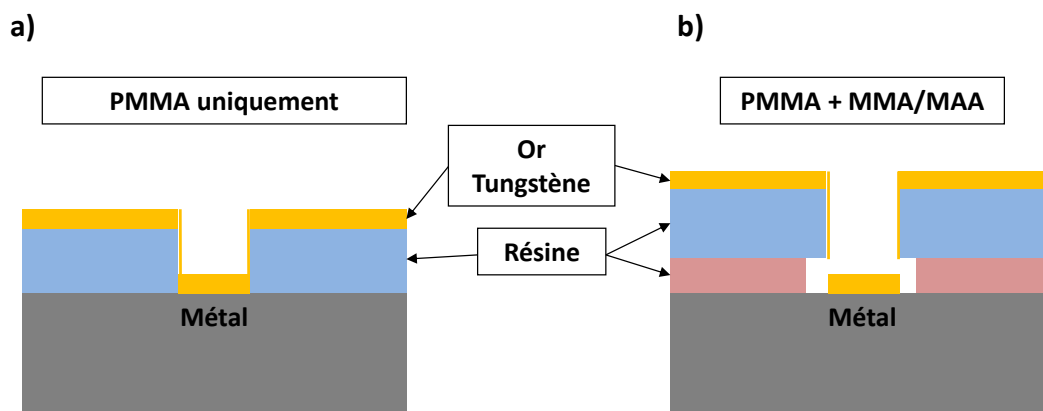 a)
b)
PMMA uniquement
PMMA + MMA/MAA
Or
Tungstène
Résine
Métal
Métal